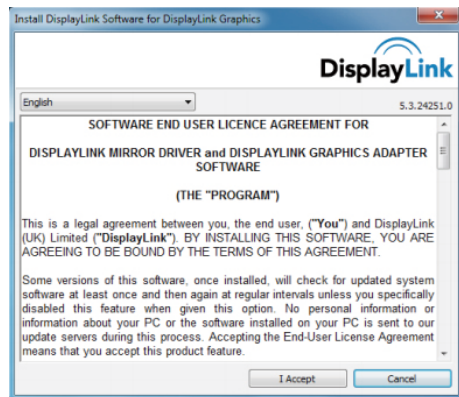 Install DisplayLink Software for DisplayLink Graphics
DisplayLink
English
5.3.24251.0
SOFTWARE END USER LICENCE AGREEMENT FOR
DISPLAYLINK MIRROR DRIVER and DISPLAYLINK GRAPHICS ADAPTER
SOFTWARE
(THE "PROGRAM")
This is a legal agreement between you, the end user, ("You") and DisplayLink
(UK) Limited ("DisplayLink"). BY INSTALLING THIS SOFTWARE, YOU ARE
AGREEING TO BE BOUND BY THE TERMS OF THIS AGREEMENT.
Some versions of this software, once installed, will check for updated system
software at least once and then again at regular intervals unless you specifically
disabled this feature when given this option. No personal information or
information about your PC or the software installed on your PC is sent to our
update servers during this process. Accepting the End-User License Agreement
means that you accept this product feature.
I Accept
Cancel